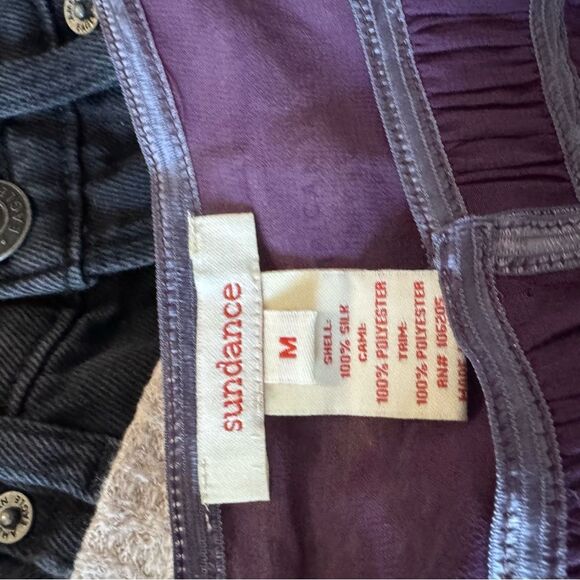 sundance
M
SHELL:
100% SILK
CAMI:
100% POLYESTER
TRIM:
100% POLYESTER
RN# 106205